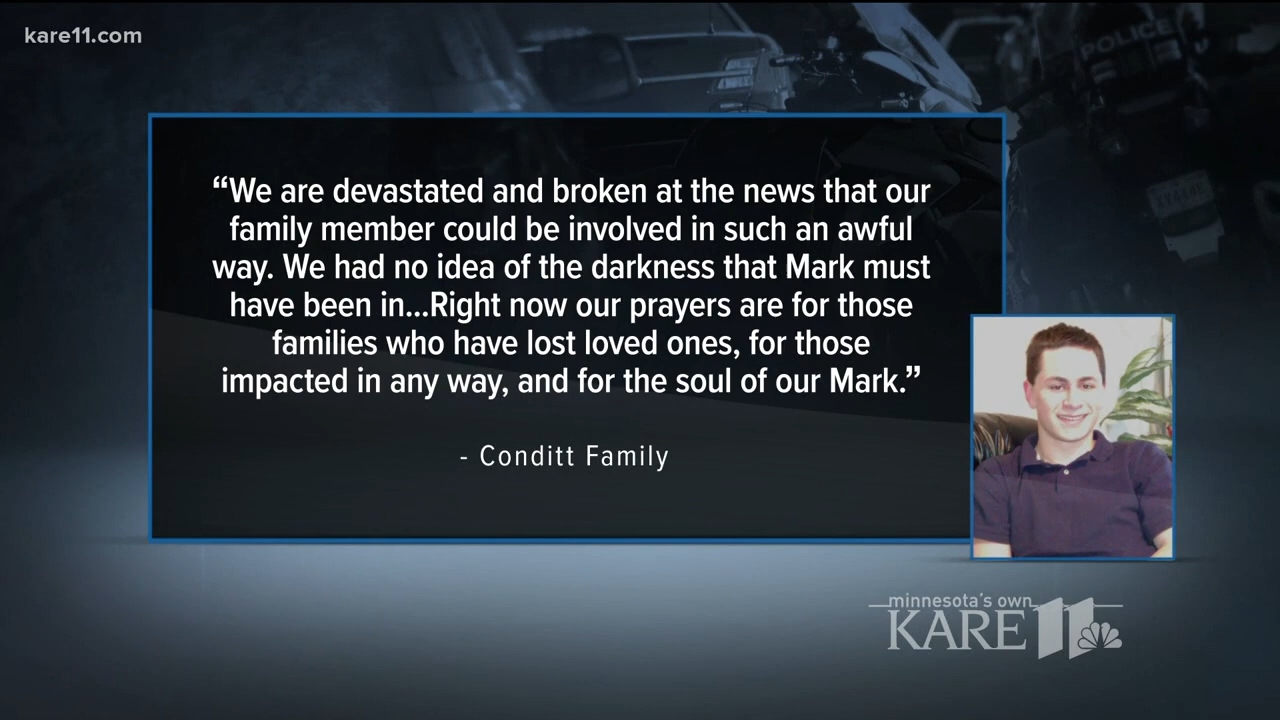 kare11.com
POLICE
“We are devastated and broken at the news that our
family member could be involved in such an awful
way. We had no idea of the darkness that Mark must
have been in...Right now our prayers are for those
families who have lost loved ones, for those
impacted in any way, and for the soul of our Mark.”
- Conditt Family
minnesota's own
KARE 11